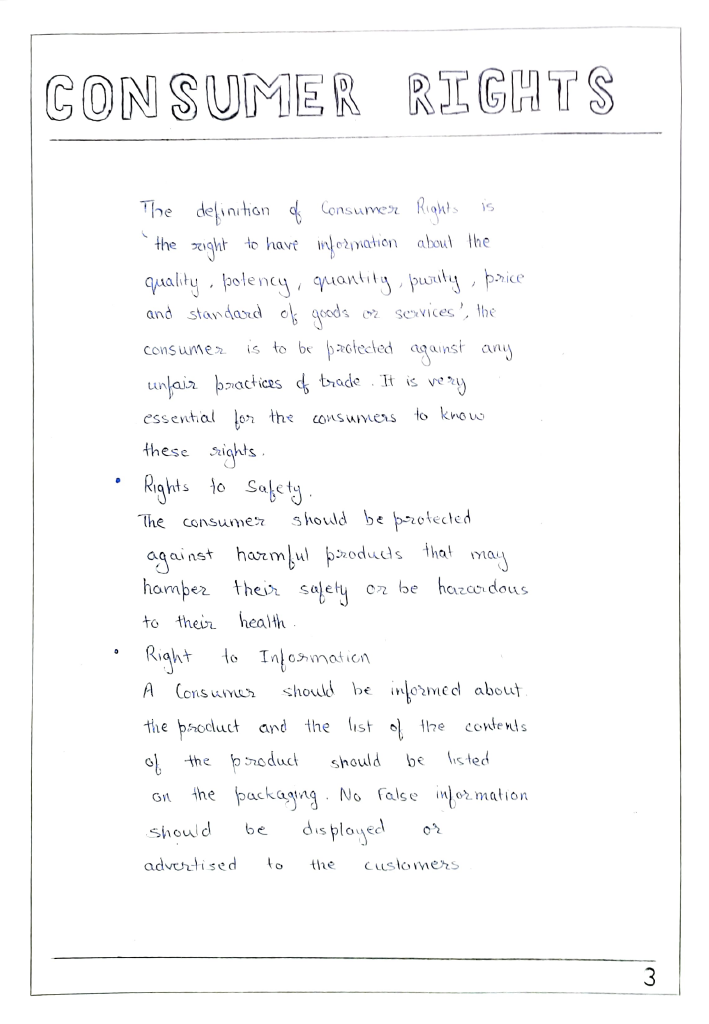 CONSUMER RIGHTS
The definition of Consumer Rights is
'the right to have information about the
quality, potency, quantity, purity, price
and standard of goods or services', the
consumer is to be protected against any
unfair practices of trade. It is very
essential for the consumers to know
these rights.
• Rights to Safety.
The consumer should be protected
against harmful products that may
hamper their safety or be hazardous
to their health.
• Right to Information
A Consumer should be informed about
the product and the list of the contents
of the product should be listed
on the packaging. No false information
should be displayed or
advertised to the customers
3